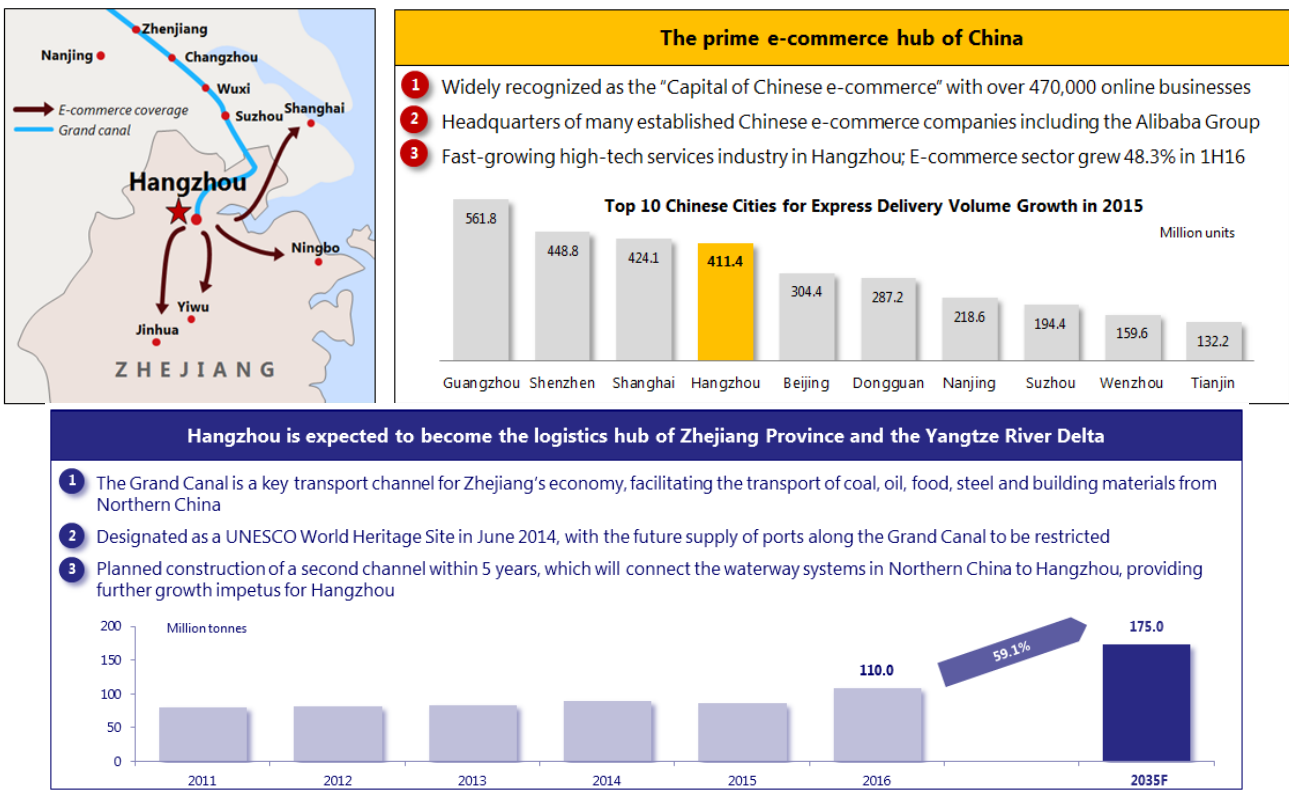 Zhenjiang
Nanjing
Changzhou
Wuxi
E-commerce coverage
Suzhou
Shanghai
Grand canal
Hangzhou
Ningbo
Yiwu
Jinhua
ZHEJIANG
The prime e-commerce hub of China
1 Widely recognized as the “Capital of Chinese e-commerce” with over 470,000 online businesses
2 Headquarters of many established Chinese e-commerce companies including the Alibaba Group
3 Fast-growing high-tech services industry in Hangzhou; E-commerce sector grew 48.3% in 1H16
Top 10 Chinese Cities for Express Delivery Volume Growth in 2015
Million units
561.8 448.8 424.1 411.4 304.4 287.2 218.6 194.4 159.6 132.2
Guangzhou Shenzhen Shanghai Hangzhou Beijing Dongguan Nanjing Suzhou Wenzhou Tianjin
Hangzhou is expected to become the logistics hub of Zhejiang Province and the Yangtze River Delta
1 The Grand Canal is a key transport channel for Zhejiang’s economy, facilitating the transport of coal, oil, food, steel and building materials from
Northern China
2 Designated as a UNESCO World Heritage Site in June 2014, with the future supply of ports along the Grand Canal to be restricted
3 Planned construction of a second channel within 5 years, which will connect the waterway systems in Northern China to Hangzhou, providing
further growth impetus for Hangzhou
Million tonnes
200
150
100
50
0
110.0
59.1%
175.0
2011 2012 2013 2014 2015 2016 2035F